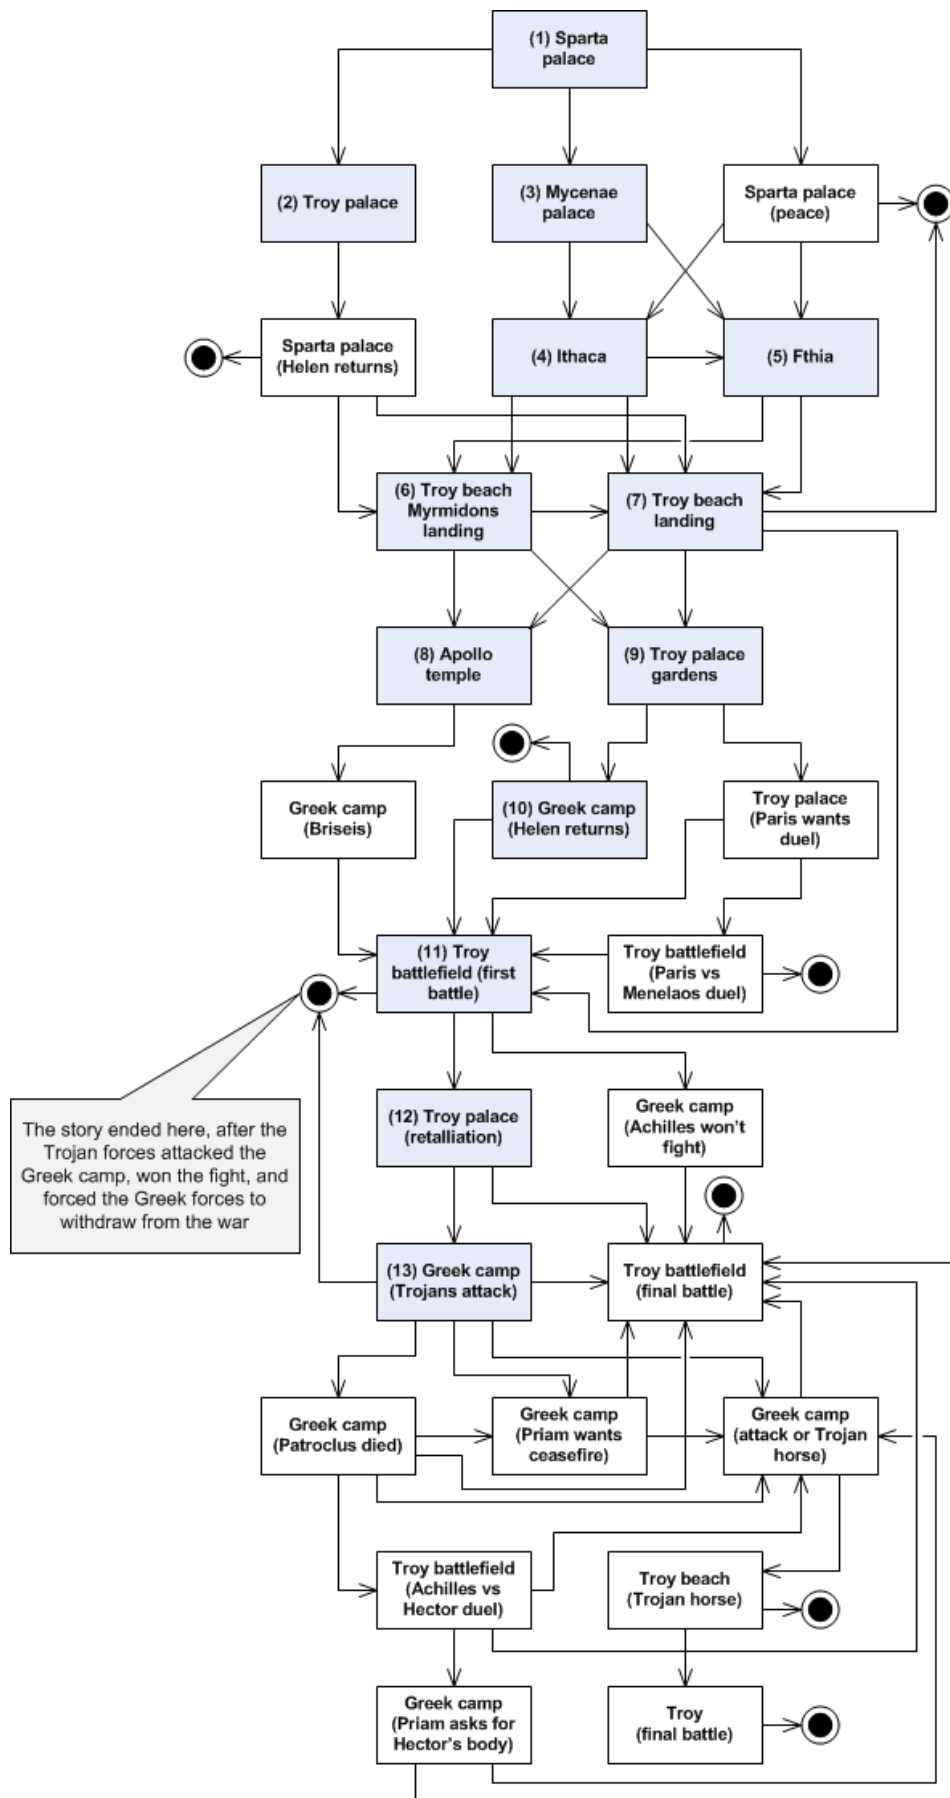 (1) Sparta
palace
(2) Troy palace
(3) Mycenae
palace
Sparta palace
(peace)
Sparta palace
(Helen returns)
(4) Ithaca
(5) Fthia
(6) Troy beach
Myrmidons
landing
(7) Troy beach
landing
(8) Apollo
temple
(9) Troy palace
gardens
Greek camp
(Briseis)
(10) Greek camp
(Helen returns)
Troy palace
(Paris wants
duel)
(11) Troy
battlefield (first
battle)
Troy battlefield
(Paris vs
Menelaos duel)
The story ended here, after the
Trojan forces attacked the
Greek camp, won the fight, and
forced the Greek forces to
withdraw from the war
(12) Troy palace
(retalliation)
Greek camp
(Achilles won't
fight)
(13) Greek camp
(Trojans attack)
Troy battlefield
(final battle)
Greek camp
(Patroclus died)
Greek camp
(Priam wants
ceasefire)
Greek camp
(attack or Trojan
horse)
Troy battlefield
(Achilles vs
Hector duel)
Troy beach
(Trojan horse)
Greek camp
(Priam asks for
Hector's body)
Troy
(final battle)